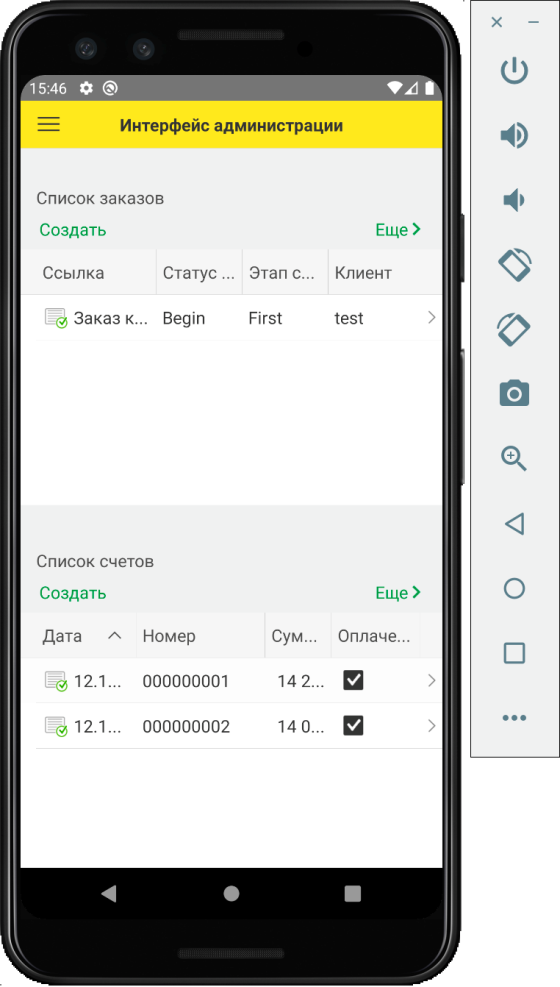 15:46
Интерфейс администрации
Список заказов
Создать Еще
Ссылка Статус ... Этап с... Клиент
Заказ к... Begin First test
Список счетов
Создать Еще
Дата Номер Сум... Оплаче...
12.1... 000000001 14 2...
12.1... 000000002 14 0...